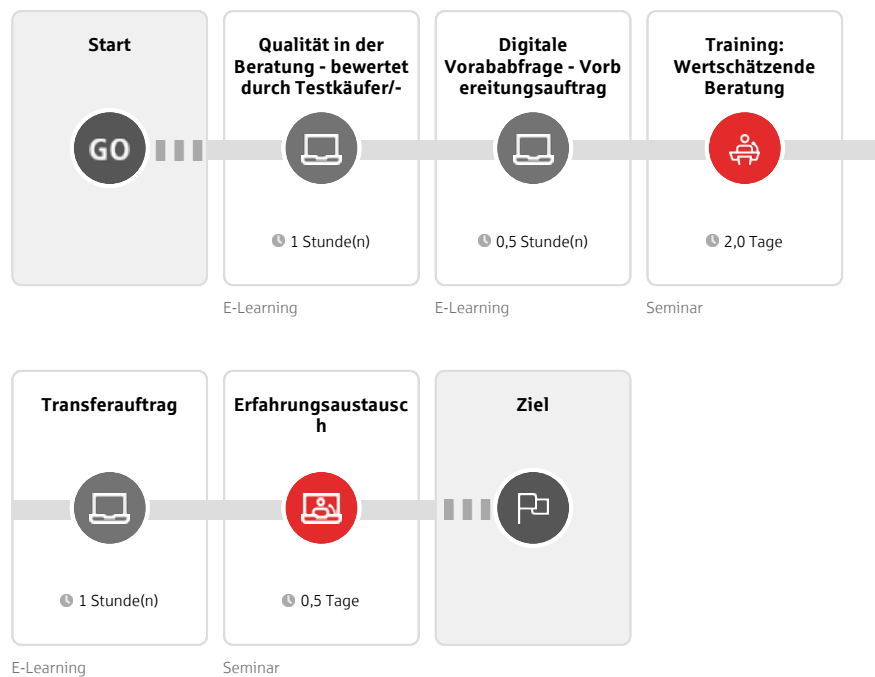 Start
GO
Qualität in der
Beratung - bewertet
durch Testkäufer/-
1 Stunde(n)
E-Learning
Digitale
Vorababfrage - Vorb
ereitungsauftrag
0,5 Stunde(n)
E-Learning
Training:
Wertschätzende
Beratung
2,0 Tage
Seminar
Transferauftrag
1 Stunde(n)
E-Learning
Erfahrungsaustausc
h
0,5 Tage
Seminar
Ziel